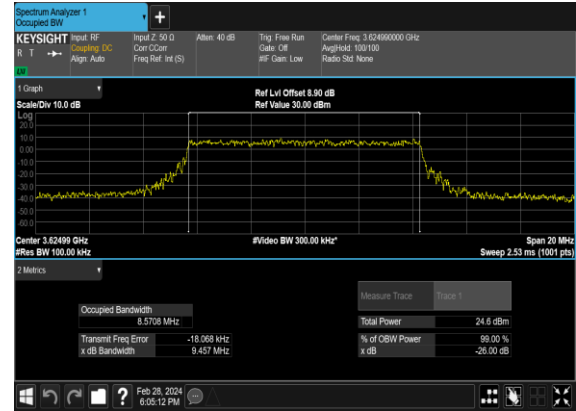 Spectrum Analyzer 1
Occupied BW
KEYSIGHT Input: RF Input Z: 50 Ω Atten: 40 dB Trig: Free Run Center Freq: 3.624990000 GHz
R T Coupling: DC Corr CCorr Gate: Off Avg|Hold: 100/100
Align: Auto Freq Ref: Int (S) #IF Gain: Low Radio Std: None
LU
1 Graph
Ref Lvl Offset 8.90 dB
Scale/Div 10.0 dB Ref Value 30.00 dBm
Log
20.0
10.0
0.00
-10.0
-20.0
-30.0
-40.0
-50.0
-60.0
Center 3.62499 GHz #Video BW 300.00 kHz* Span 20 MHz
#Res BW 100.00 kHz Sweep 2.53 ms (1001 pts)
2 Metrics
Measure Trace Trace 1
Occupied Bandwidth
8.5708 MHz
Total Power 24.6 dBm
Transmit Freq Error -18.068 kHz % of OBW Power 99.00 %
x dB Bandwidth 9.457 MHz x dB -26.00 dB
? Feb 28, 2024
6:05:12 PM